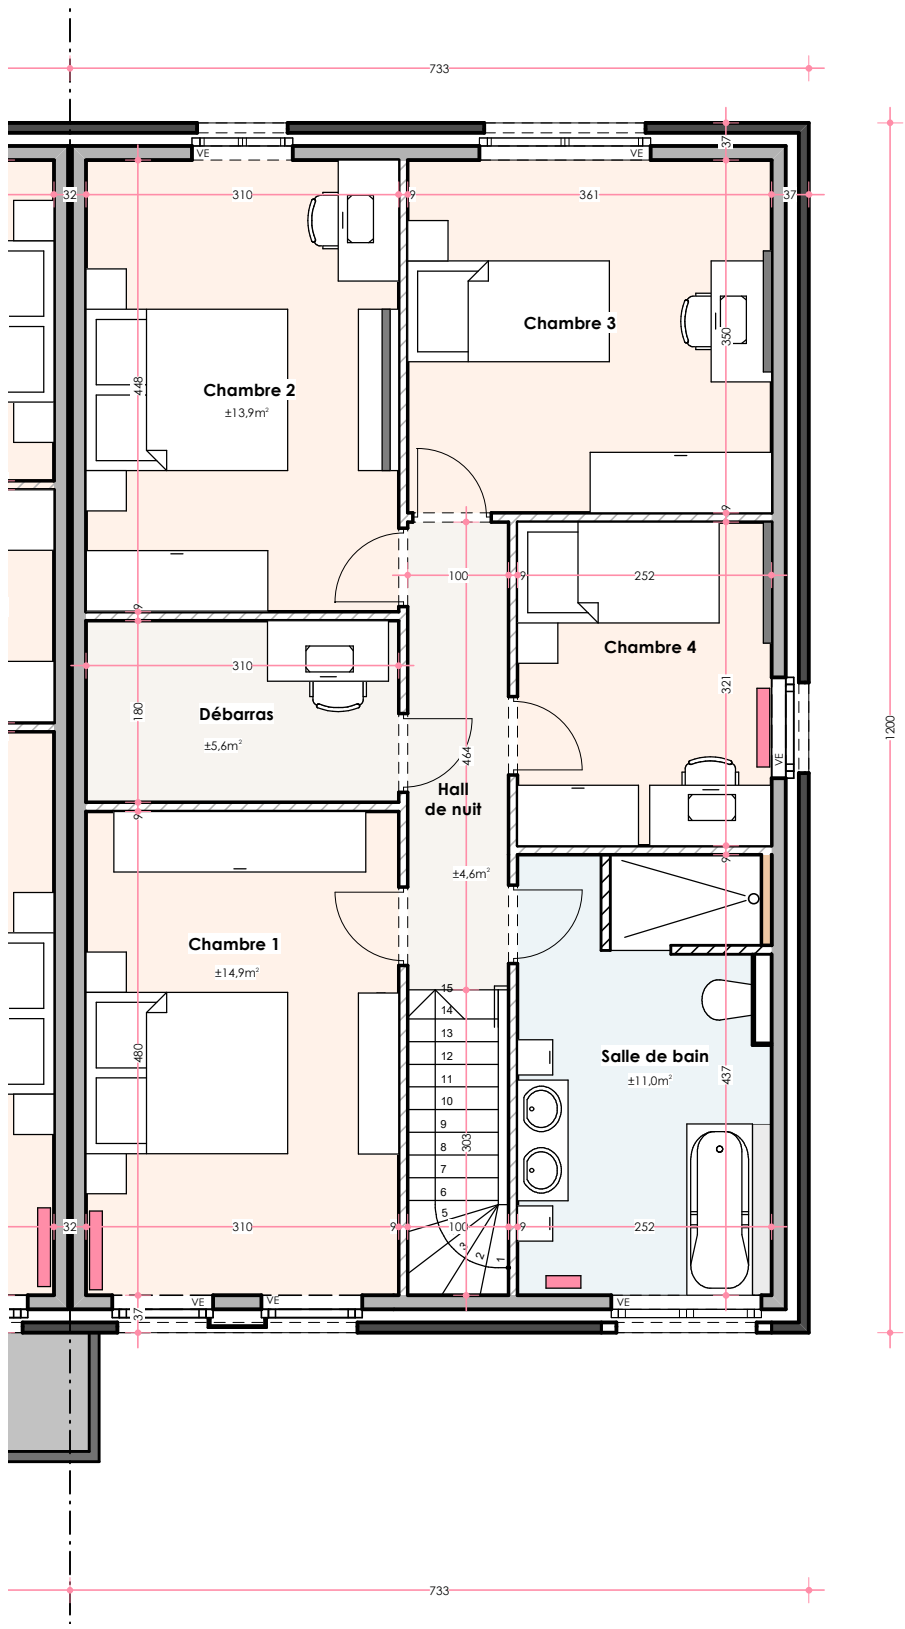 733
37
VE
VE
32
310
9
361
37
Chambre 3
350
448
Chambre 2
±13,9m²
9
100
9
252
9
Chambre 4
310
321
180
Débarras
±5,6m²
464
1200
VE
Hall
de nuit
9
9
±4,6m²
Chambre 1
±14,9m²
15
14
13
12
11
10
9
8
7
6
5
3
2
1
480
303
Salle de bain
±11,0m²
437
32
310
9
100
9
252
VE
VE
VE
37
733